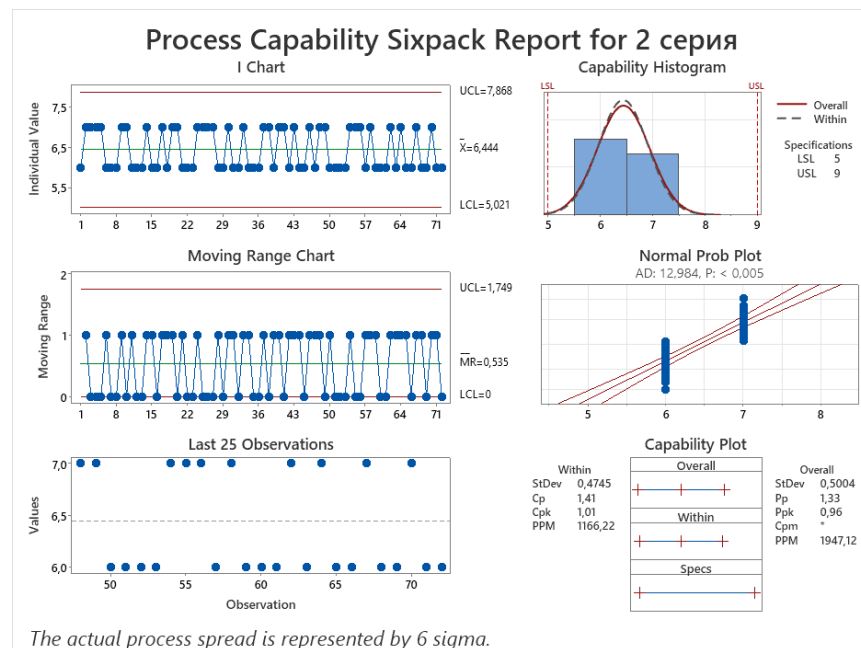 Process Capability Sixpack Report for 2 серия
I Chart
Individual Value
7,5
6,5
5,5
UCL=7,868
X=6,444
LCL=5,021
1 8 15 22 29 36 43 50 57 64 71
Capability Histogram
LSL USL
5 6 7 8 9
Overall
Within
Specifications
LSL 5
USL 9
Moving Range Chart
Moving Range
2
1
0
UCL=1,749
MR=0,535
LCL=0
1 8 15 22 29 36 43 50 57 64 71
Normal Prob Plot
AD: 12,984, P: < 0,005
5 6 7 8
Last 25 Observations
Values
7,0
6,5
6,0
50 55 60 65 70
Observation
Capability Plot
Within
StDev 0,4745
Cp 1,41
Cpk 1,01
PPM 1166,22
Overall
Within
Specs
Overall
StDev 0,5004
Pp 1,33
Ppk 0,96
Cpm *
PPM 1947,12
The actual process spread is represented by 6 sigma.